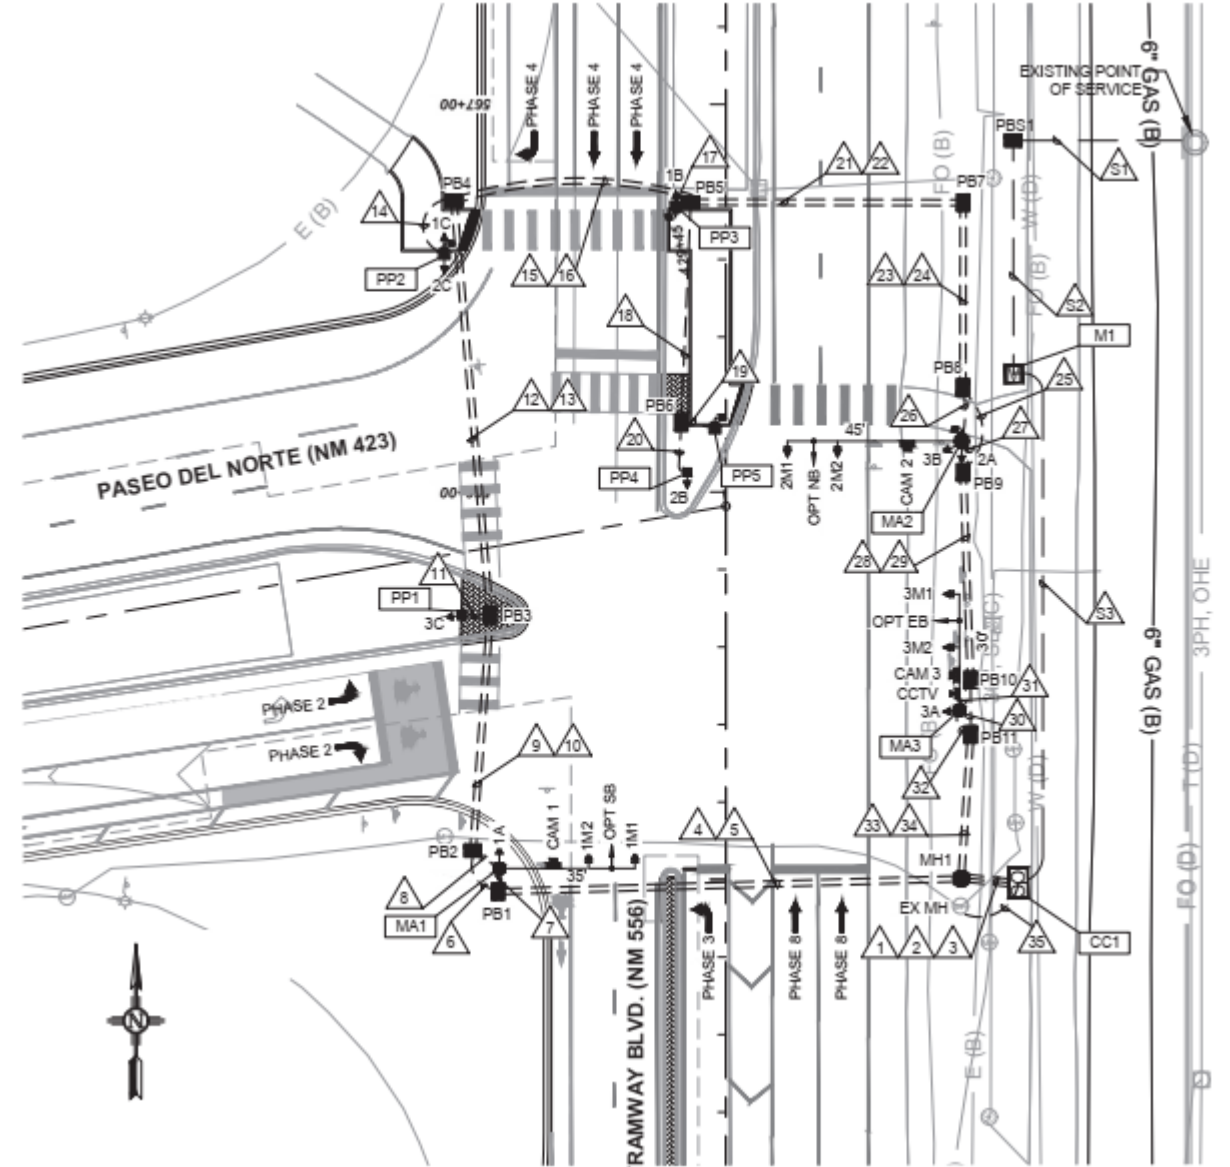 PHASE 4
PHASE 4
PHASE 4
567+00
EXISTING POINT
OF SERVICE
6" GAS (B)
PBS1
S1
FO (B)
W (D)
17
1B
21
22
PB4
PB5
PB7
14
1C
E (B)
PP3
PP2
2C
15
16
23
24
S2
FO (B)
18
M
M1
19
PB8
25
12
13
PB6
26
27
20
45'
3B
2A
PASEO DEL NORTE (NM 423)
PP4
PP5
2B
2M1
OPT NB
2M2
CAM 2
PB9
MA2
28
29
11
PP1
3C
PB3
3M1
OPT EB
3M2
30'
S3
3PH, OHE
6" GAS (B)
CAM 3
CCTV
PB10
31
3A
30
MA3
PB11
32
PHASE 2
PHASE 2
9
10
W (D)
T (D)
1A
CAM 1
1M2
OPT SB
1M1
4
5
33
34
PB2
35'
MH1
8
MA1
PB1
6
7
EX MH
1
2
3
35
CC1
FO (D)
PHASE 3
PHASE 8
PHASE 8
RAMWAY BLVD. (NM 556)
N
E (B)